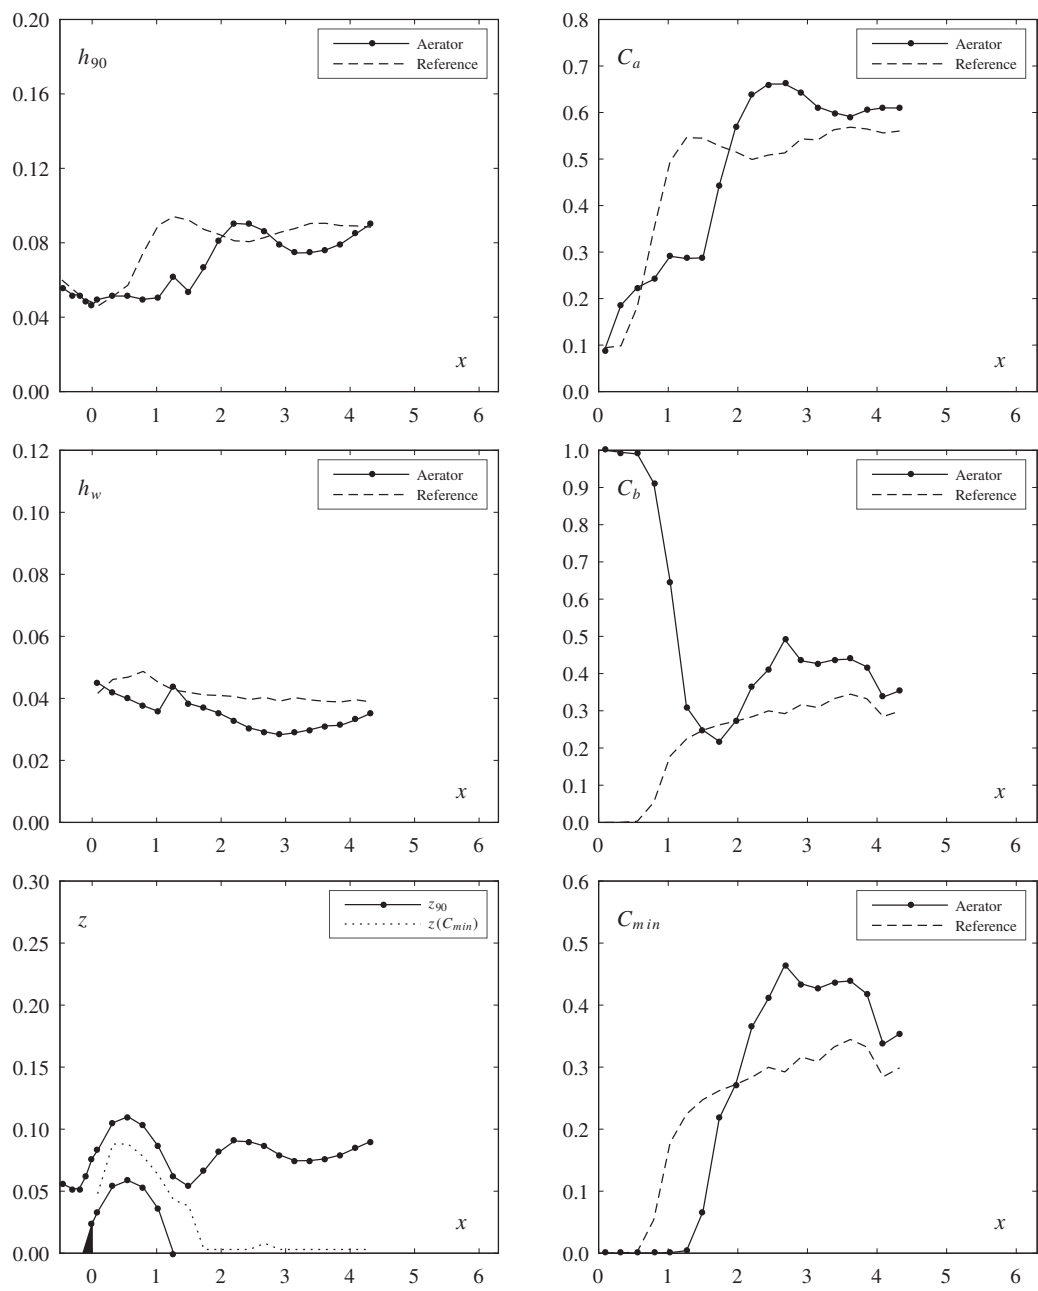 0.20
0.16
0.12
0.08
0.04
0.00
h90
Aerator
Reference
x
0 1 2 3 4 5 6
0.8
0.7
0.6
0.5
0.4
0.3
0.2
0.1
0.0
Ca
Aerator
Reference
x
0 1 2 3 4 5 6
0.12
0.10
0.08
0.06
0.04
0.02
0.00
hw
Aerator
Reference
x
0 1 2 3 4 5 6
1.0
0.9
0.8
0.7
0.6
0.5
0.4
0.3
0.2
0.1
0.0
Cb
Aerator
Reference
x
0 1 2 3 4 5 6
0.30
0.25
0.20
0.15
0.10
0.05
0.00
z
z90
z(Cmin)
x
0 1 2 3 4 5 6
0.6
0.5
0.4
0.3
0.2
0.1
0.0
Cmin
Aerator
Reference
x
0 1 2 3 4 5 6